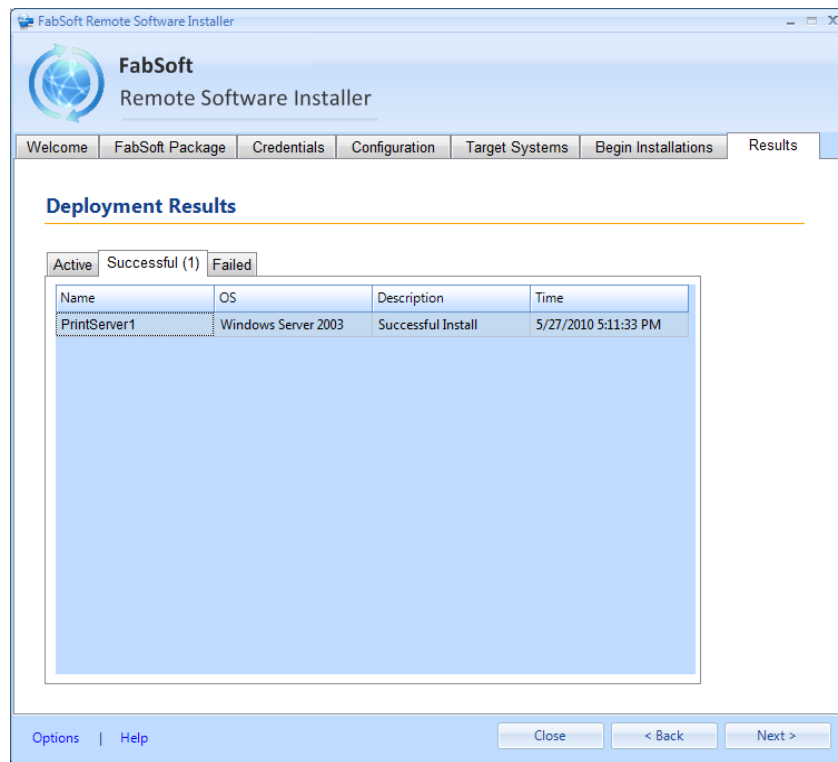 FabSoft Remote Software Installer
FabSoft
Remote Software Installer
Welcome FabSoft Package Credentials Configuration Target Systems Begin Installations Results
Deployment Results
Active Successful (1) Failed
Name OS Description Time
PrintServer1 Windows Server 2003 Successful Install 5/27/2010 5:11:33 PM
Options | Help Close < Back Next >